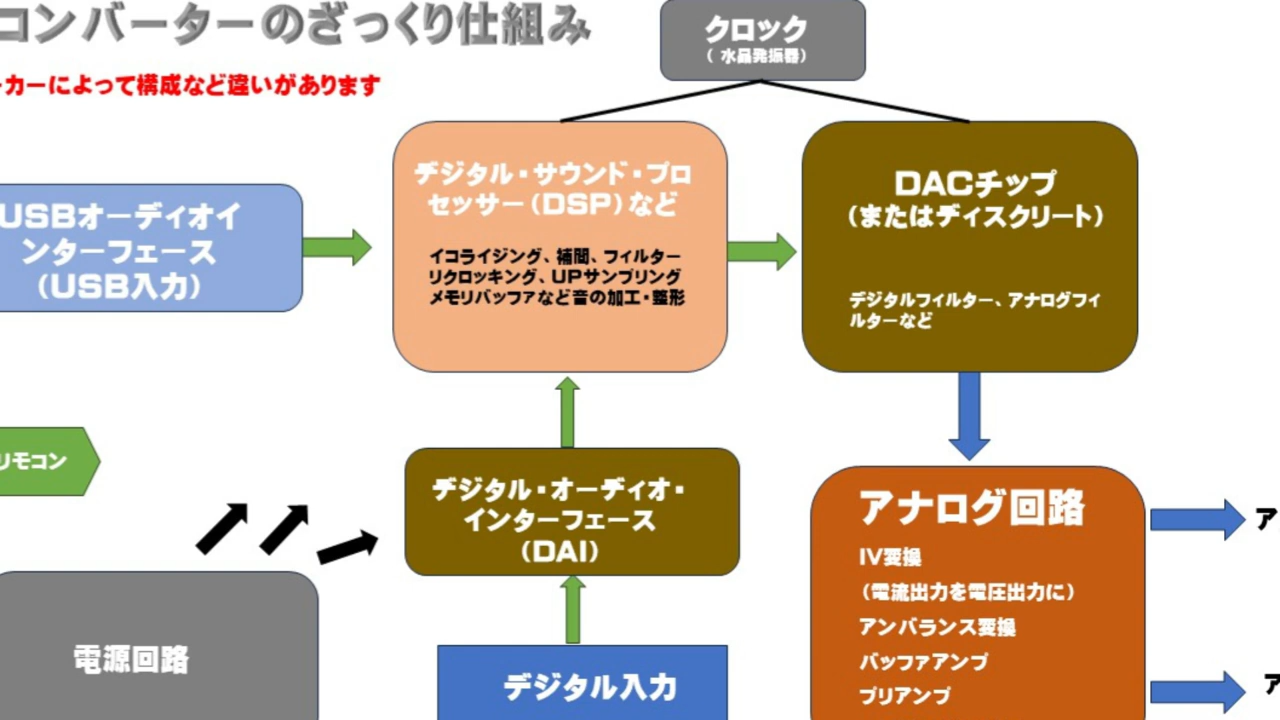 コンバーターのざっくり仕組み
ーカーによって構成など違いがあります
クロック
(水晶発振器)
USBオーディオイ
ンターフェース
(USB入力)
デジタル・サウンド・プロ
セッサー(DSP)など
イコライジング、補間、フィルター
リクロッキング、UPサンプリング
メモリバッファなど音の加工・整形
DACチップ
(またはディスクリート)
デジタルフィルター、アナログフィ
ルターなど
リモコン
デジタル・オーディオ・
インターフェース
(DAI)
アナログ回路
IV変換
(電流出力を電圧出力に)
アンバランス変換
バッファアンプ
プリアンプ
ア
ア
電源回路
デジタル入力